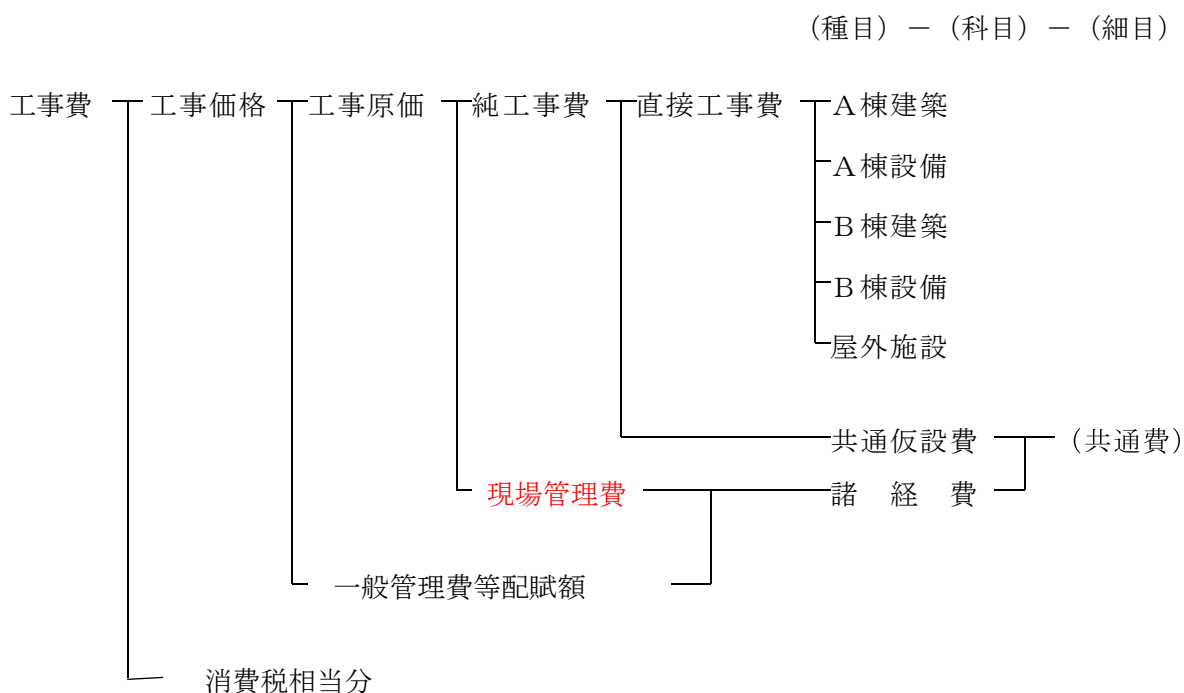 （種目）－（科目）－（細目）
工事費 工事価格 工事原価 純工事費 直接工事費 Ａ棟建築
Ａ棟設備
Ｂ棟建築
Ｂ棟設備
屋外施設
共通仮設費 （共通費）
現場管理費 諸経費
一般管理費等配賦額
消費税相当分